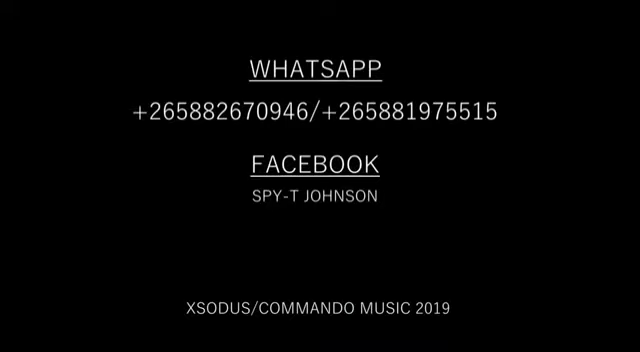 WHATSAPP
+265882670946/+265881975515
FACEBOOK
SPY-T JOHNSON
XSODUS/COMMANDO MUSIC 2019